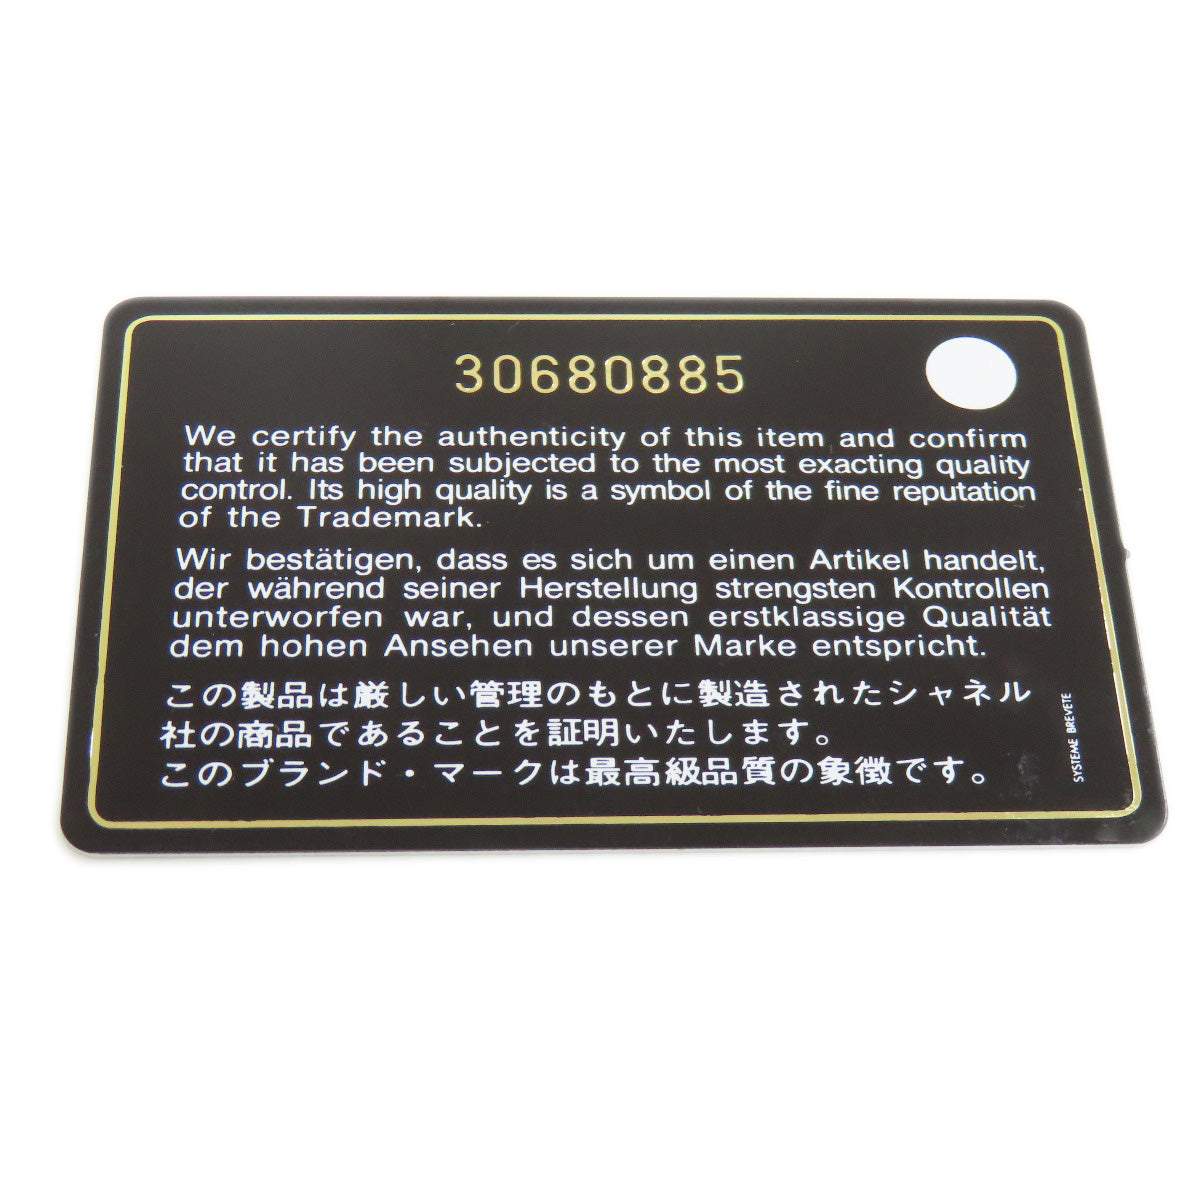 30680885
We certify the authenticity of this item and confirm
that it has been subjected to the most exacting quality
control. Its high quality is a symbol of the fine reputation
of the Trademark.
Wir bestätigen, dass es sich um einen Artikel handelt,
der während seiner Herstellung strengsten Kontrollen
unterworfen war, und dessen erstklassige Qualität
dem hohen Ansehen unserer Marke entspricht.
この製品は厳しい管理のもとに製造されたシャネル
社の商品であることを証明いたします。
このブランド・マークは最高級品質の象徴です。
SYSTEME BREVETE